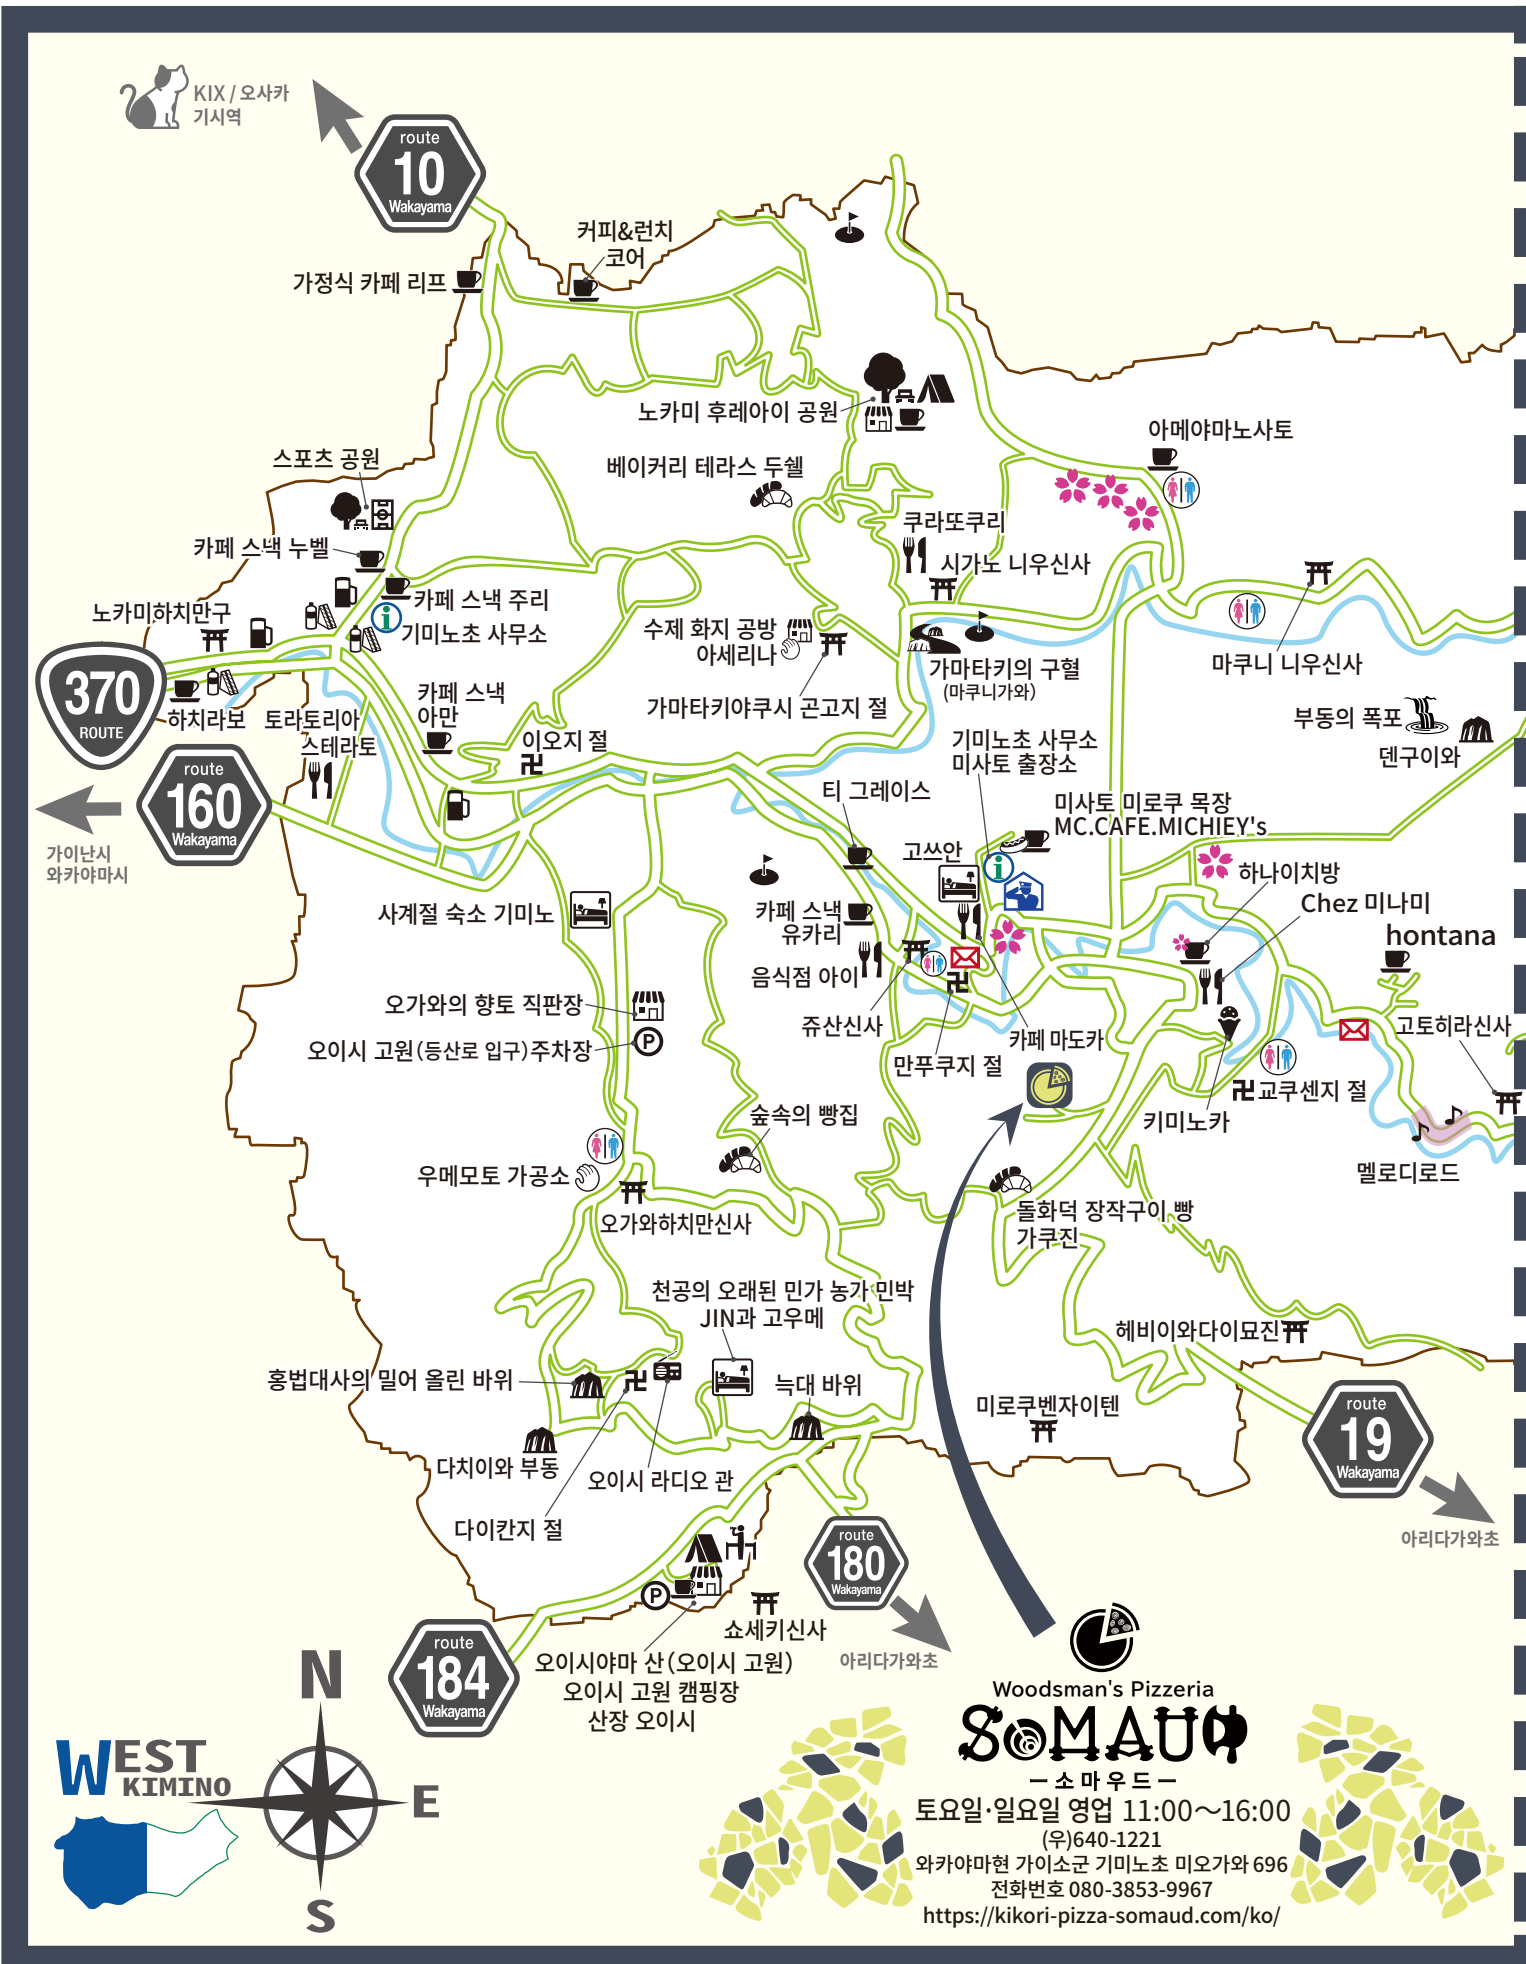 KIX / 오사카
기시역
route
10
Wakayama
커피&런치
코어
가정식 카페 리프
노카미 후레아이 공원
아메야마노사토
스포츠 공원
베이커리 테라스 두쉘
쿠라또쿠리
카페 스낵 누벨
시가노 니우신사
노카미하치만구
카페 스낵 주리
기미노초 사무소
수제 화지 공방
아세리나
가마타키의 구혈
(마쿠니가와)
마쿠니 니우신사
370
ROUTE
하치라보
토라토리아
스테라토
카페 스낵
아만
가마타키야쿠시 곤고지 절
부동의 폭포
덴구이와
이오지 절
기미노초 사무소
미사토 출장소
route
160
Wakayama
가이난시
와카야마시
티 그레이스
미사토 미로쿠 목장
MC.CAFE.MICHIEY's
고쓰안
하나이치방
Chez 미나미
hontana
사계절 숙소 기미노
카페 스낵
유카리
음식점 아이
오가와의 향토 직판장
쥬산신사
카페 마도카
고토히라신사
오이시 고원(등산로 입구)주차장
P
만푸쿠지 절
교쿠센지 절
숲속의 빵집
키미노카
멜로디로드
우메모토 가공소
오가와하치만신사
돌화덕 장작구이 빵
가쿠진
천공의 오래된 민가 농가 민박
JIN과 고우메
헤비이와다이묘진
홍법대사의 밀어 올린 바위
늑대 바위
미로쿠벤자이텐
route
19
Wakayama
아리다가와초
다치이와 부동
오이시 라디오 관
다이칸지 절
route
180
Wakayama
아리다가와초
P
쇼세키신사
route
184
Wakayama
오이시야마 산(오이시 고원)
오이시 고원 캠핑장
산장 오이시
N
E
S
WEST
KIMINO
Woodsman's Pizzeria
SOMAUD
ー소마우드ー
토요일·일요일 영업 11:00～16:00
(우)640-1221
와카야마현 가이소군 기미노초 미오가와 696
전화번호 080-3853-9967
https://kikori-pizza-somaud.com/ko/